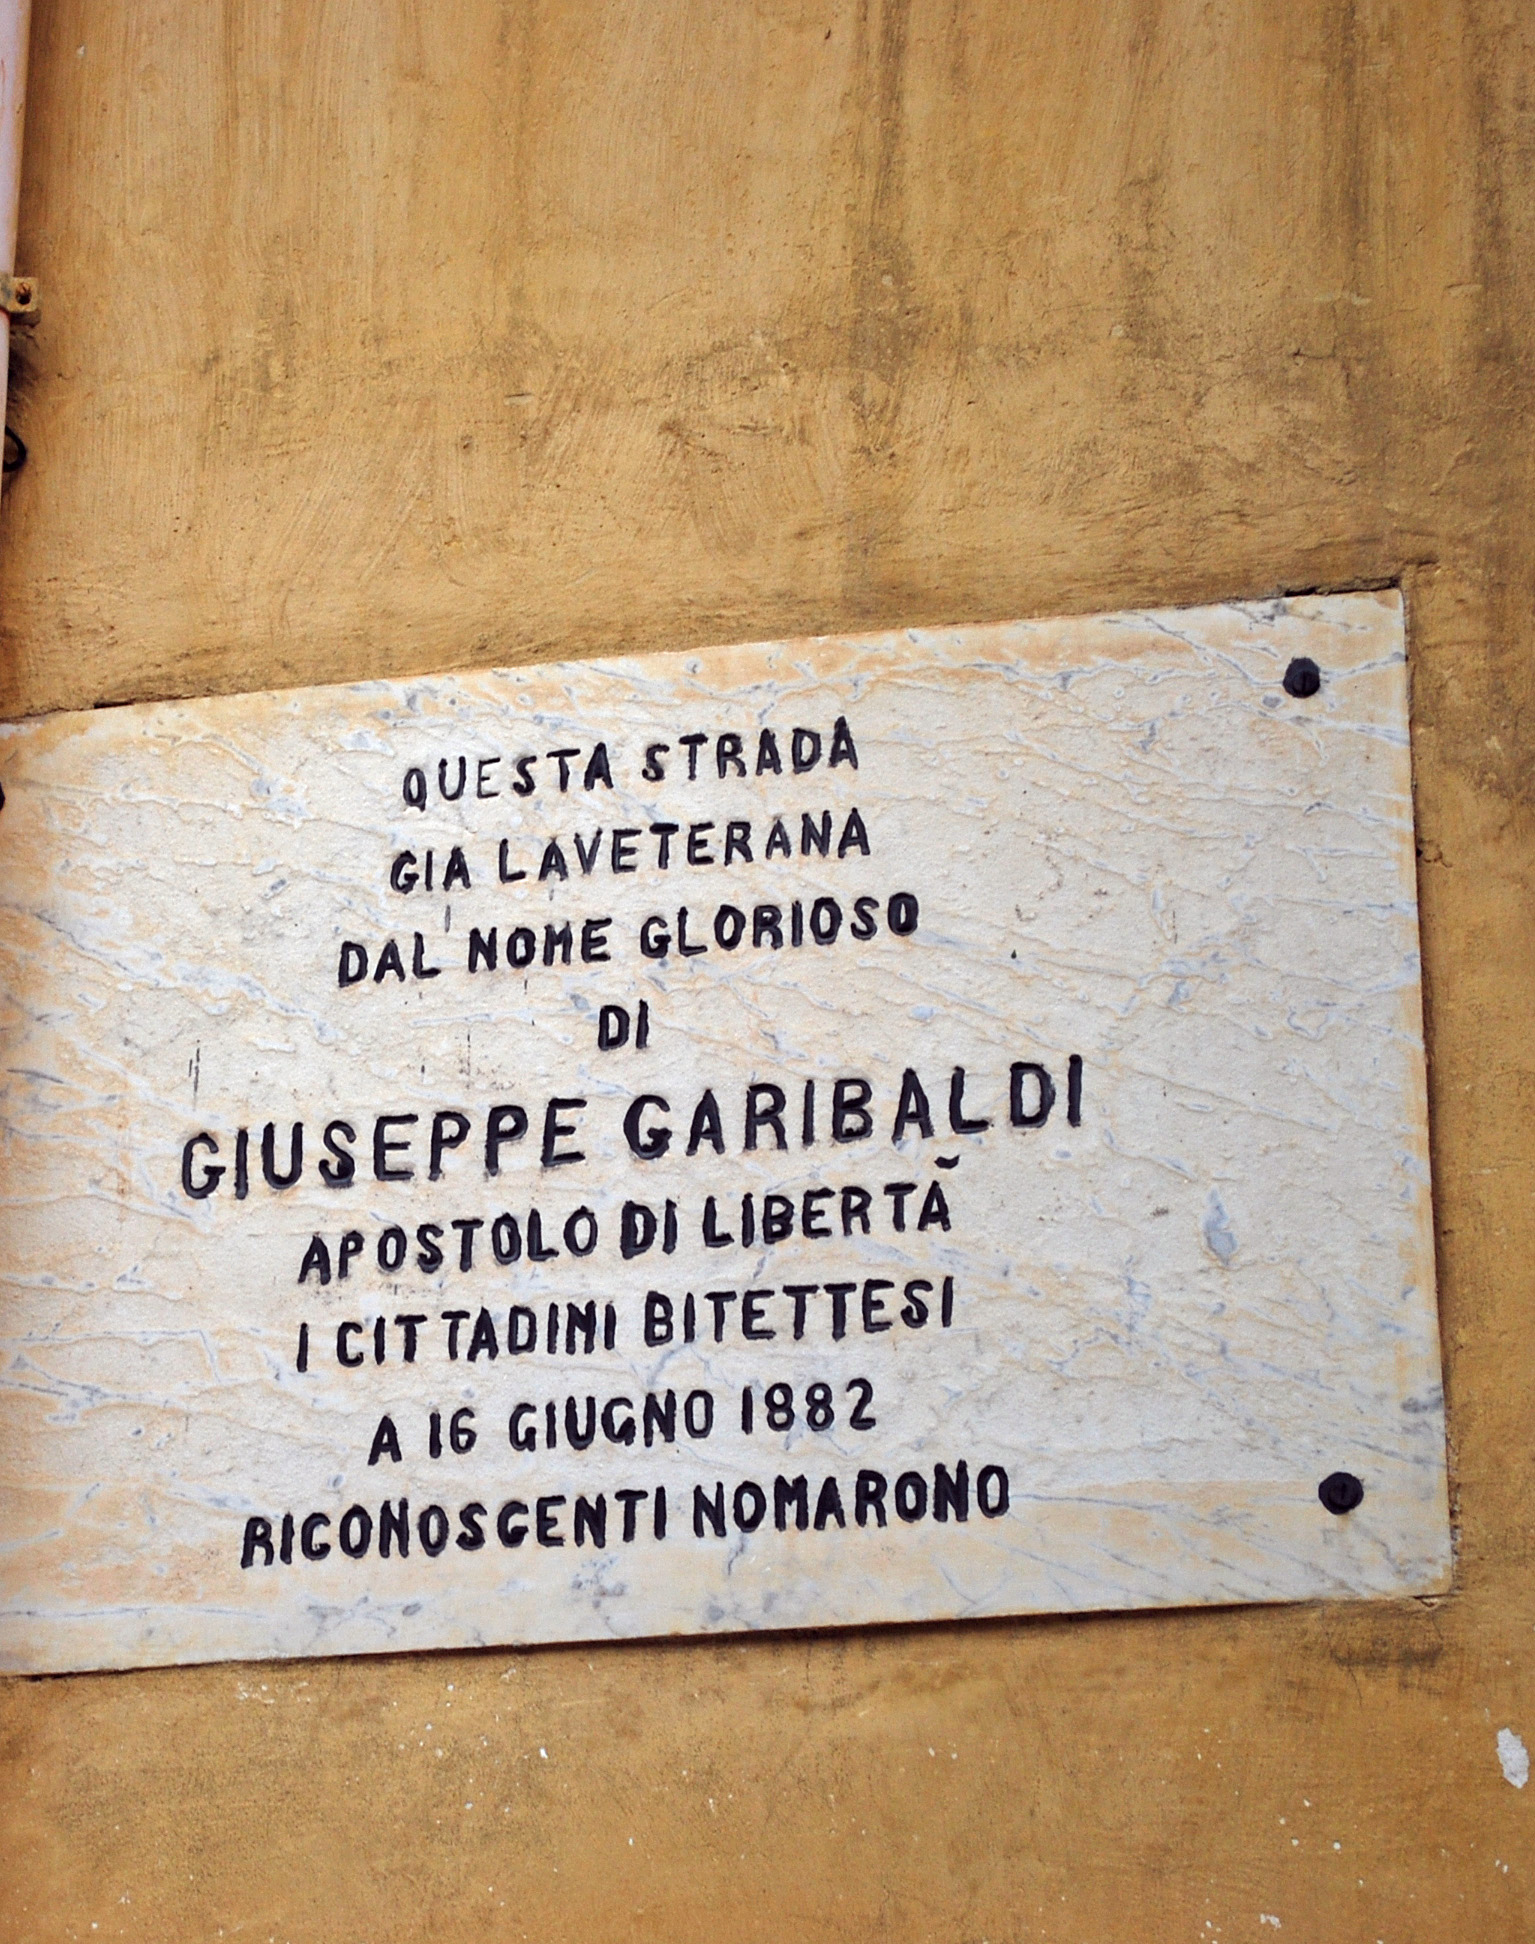 QUESTA STRADA
GIA LAVETERANA
DAL NOME GLORIOSO
DI
GIUSEPPE GARIBALDI
APOSTOLO DI LIBERTÃ
I CITTADINI BITETTESI
A 16 GIUGNO 1882
RICONOSCENTI NOMARONO